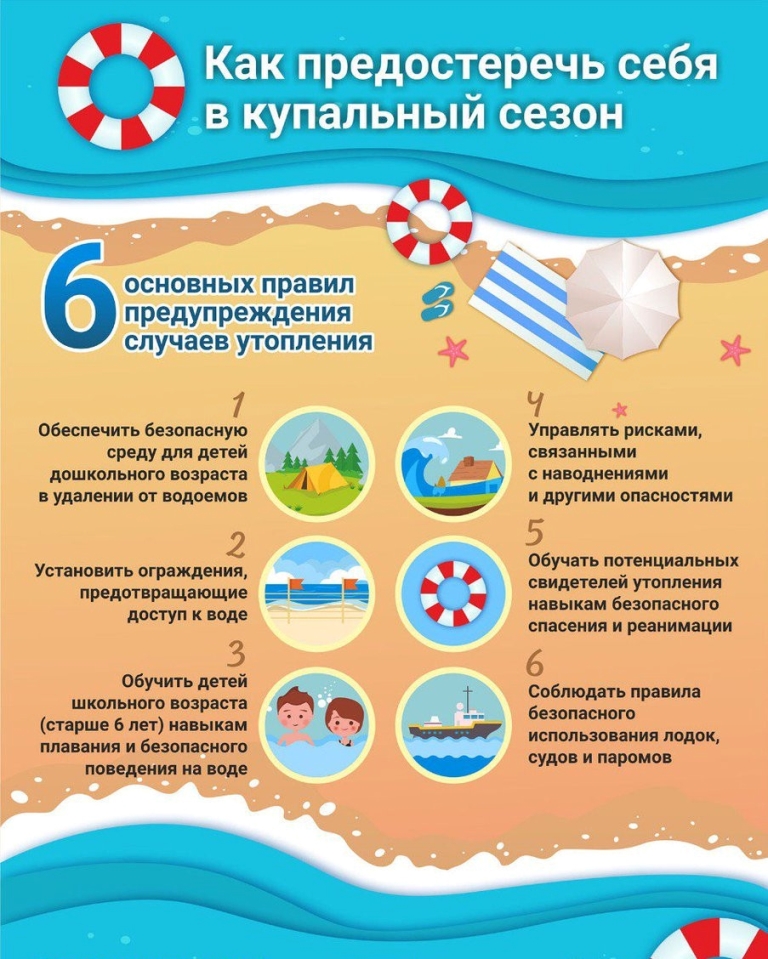 Как предостеречь себя
в купальный сезон
6
основных правил
предупреждения
случаев утопления
1
Обеспечить безопасную
среду для детей
дошкольного возраста
в удалении от водоемов
2
Установить ограждения,
предотвращающие
доступ к воде
3
Обучить детей
школьного возраста
(старше 6 лет) навыкам
плавания и безопасного
поведения на воде
4
Управлять рисками,
связанными
с наводнениями
и другими опасностями
5
Обучать потенциальных
свидетелей утопления
навыкам безопасного
спасения и реанимации
6
Соблюдать правила
безопасного
использования лодок,
судов и паромов